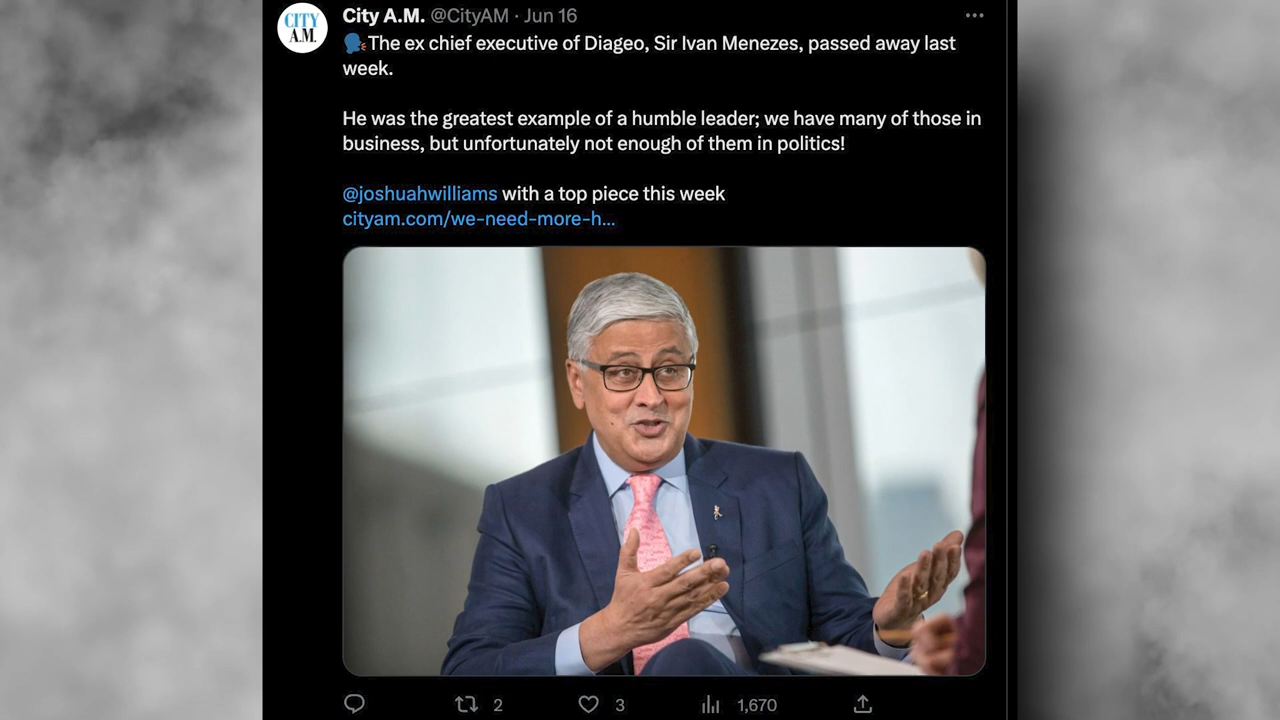 CITY
A.M.
City A.M. @CityAM · Jun 16
The ex chief executive of Diageo, Sir Ivan Menezes, passed away last
week.
He was the greatest example of a humble leader; we have many of those in
business, but unfortunately not enough of them in politics!
@joshuahwilliams with a top piece this week
cityam.com/we-need-more-h...
2
3
1,670